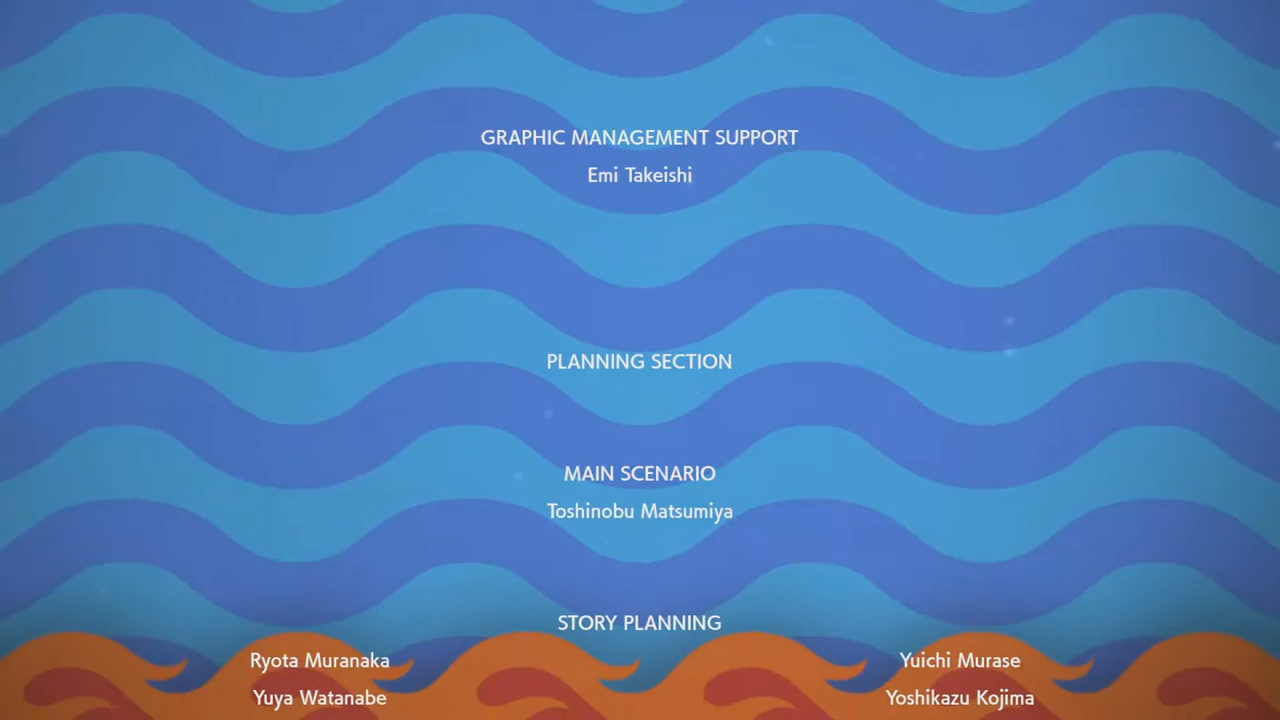 GRAPHIC MANAGEMENT SUPPORT
Emi Takeishi
PLANNING SECTION
MAIN SCENARIO
Toshinobu Matsumiya
STORY PLANNING
Ryota Muranaka Yuichi Murase
Yuya Watanabe Yoshikazu Kojima